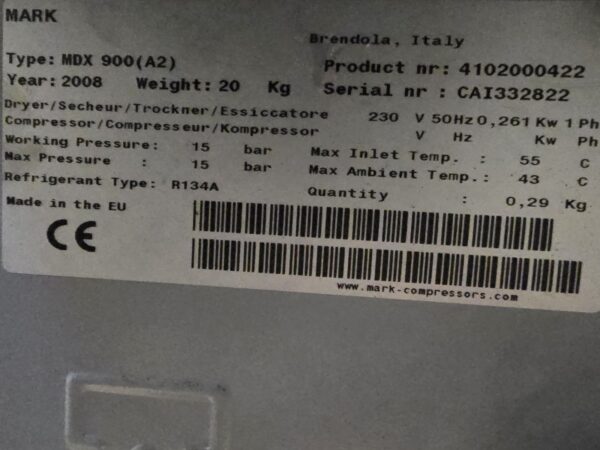 MARK
Brendola, Italy
Type: MDX 900(A2) Product nr: 4102000422
Year: 2008 Weight: 20 Kg Serial nr : CAI332822
Dryer/Secheur/Trockner/Essiccatore 230 V 50Hz 0,261 Kw 1 Ph
Compressor/Compresseur/Kompressor V Hz Kw Ph
Working Pressure: 15 bar Max Inlet Temp. : 55 C
Max Pressure : 15 bar Max Ambient Temp.: 43 C
Refrigerant Type: R134A Quantity : 0,29 Kg
Made in the EU
CE
www.mark-compressors.com